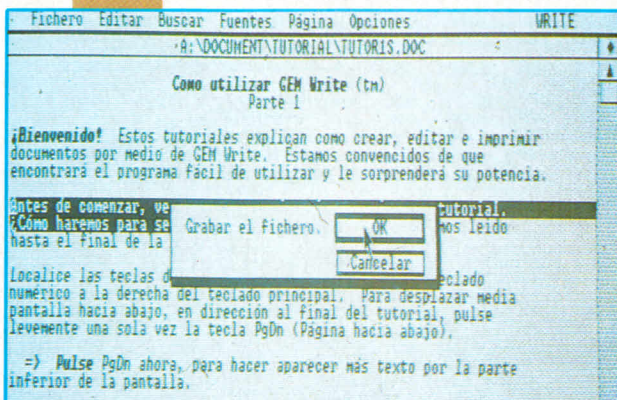 Fichero Editar Buscar Fuentes Página Opciones WRITE
A:\DOCUMENT\TUTORIAL\TUTOR1S.DOC
Como utilizar GEM Write (tm)
Parte 1
¡Bienvenido! Estos tutoriales explican como crear, editar e imprimir
documentos por medio de GEM Write. Estamos convencidos de que
encontrará el programa fácil de utilizar y le sorprenderá su potencia.
Antes de comenzar, ve tutorial.
¿Cómo haremos para se mos leido
hasta el final de la
Grabar el fichero.
OK
Cancelar
Localice las teclas d eclado
numérico a la derecha del teclado principal. Para desplazar media
pantalla hacia abajo, en dirección al final del tutorial, pulse
levemente una sola vez la tecla PgDn (Página hacia abajo).
=> Pulse PgDn ahora, para hacer aparecer más texto por la parte
inferior de la pantalla.